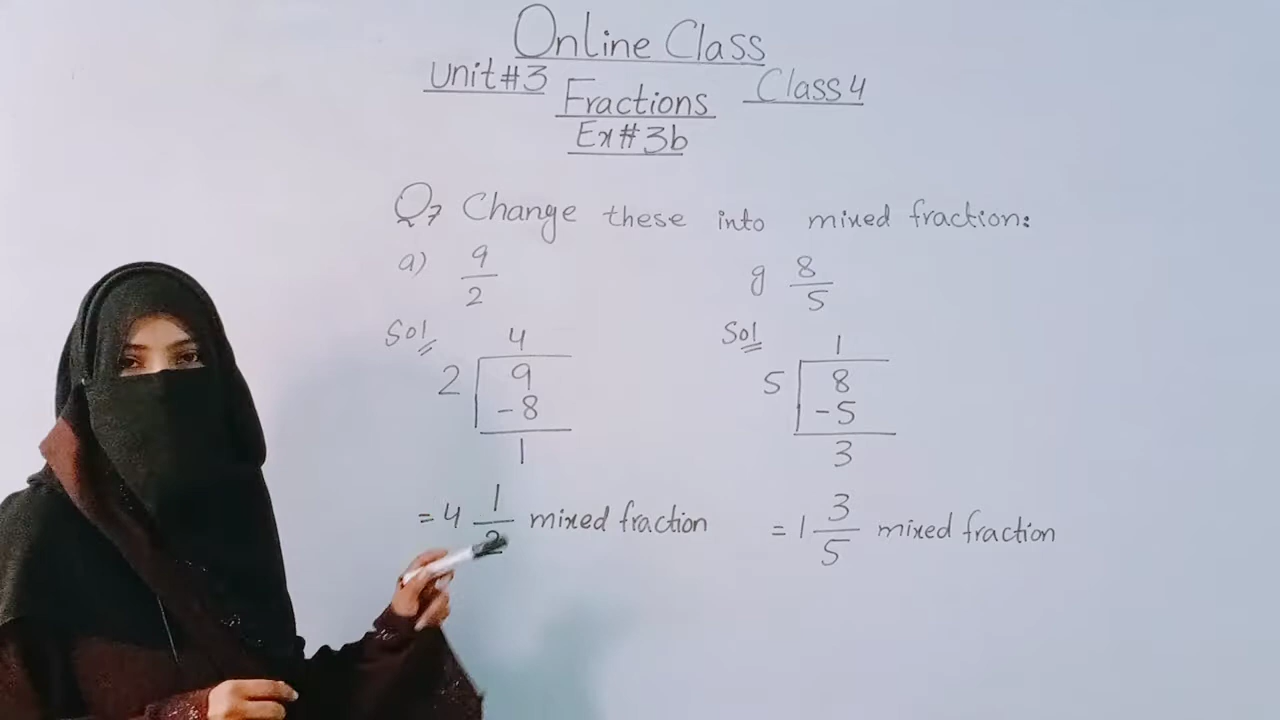 Online Class
Unit#3
Class 4
Fractions
Ex#3b
Q7 Change these into mixed fraction:
a) 9/2
Sol
4
2 9
-8
1
= 4 1/2 mixed fraction
g 8/5
Sol
1
5 8
-5
3
= 1 3/5 mixed fraction